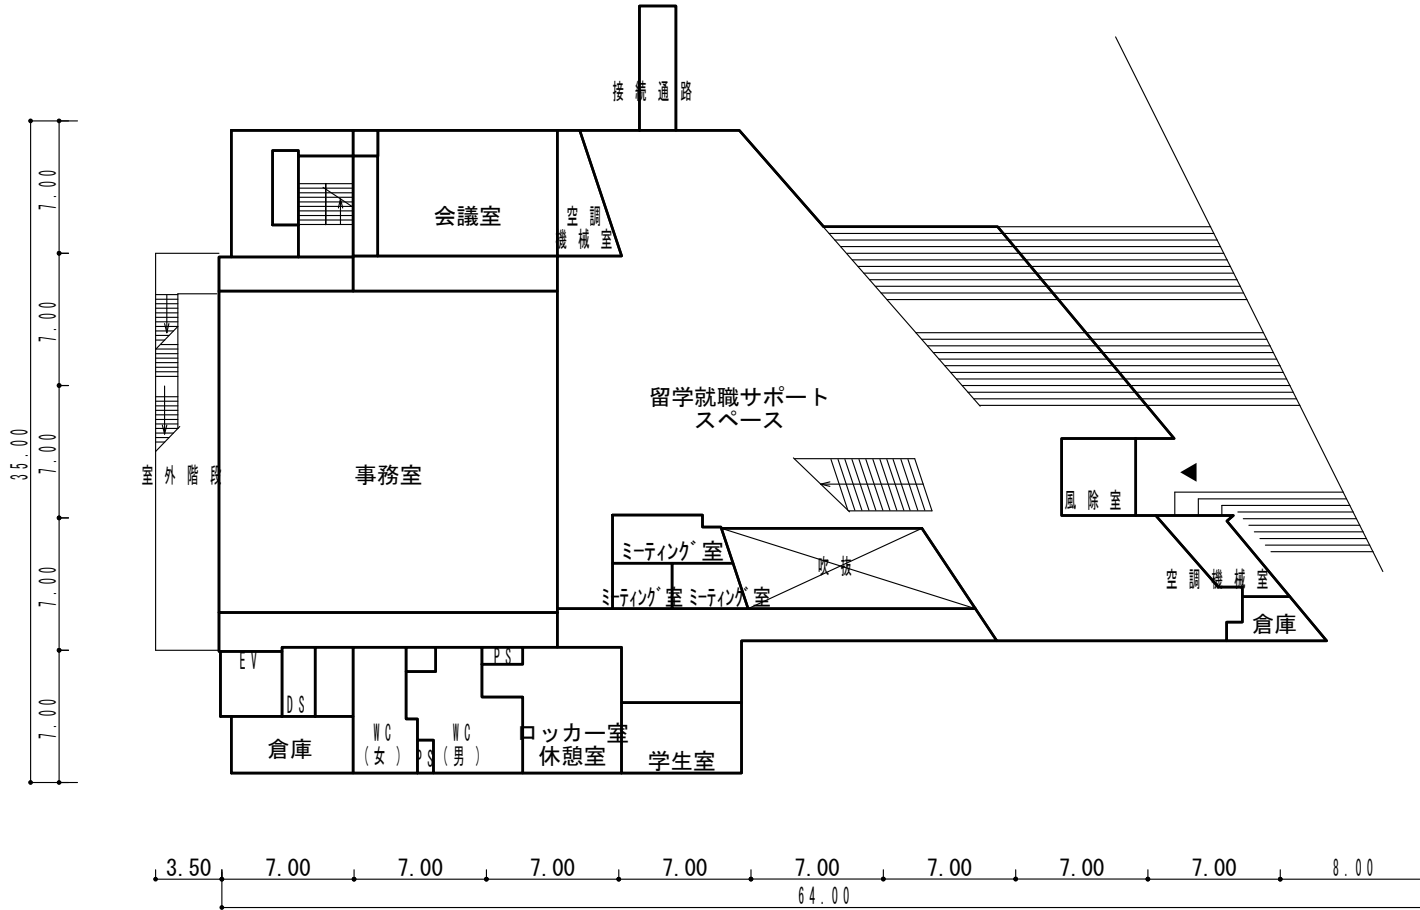 接続通路
会議室
空調
機械室
留学就職サポート
スペース
室外階段
事務室
風除室
ミーティング室
吹抜
ミーティング室
ミーティング室
空調機械室
倉庫
EV
DS
PS
WC
(女)
PS
WC
(男)
ロッカー室
休憩室
倉庫
学生室
35.00
7.00
7.00
7.00
7.00
7.00
3.50
7.00
7.00
7.00
7.00
7.00
7.00
7.00
7.00
8.00
64.00